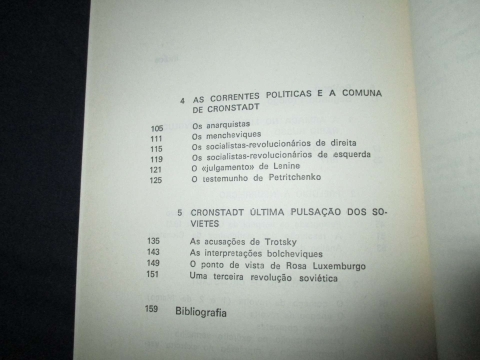 4 AS CORRENTES POLITICAS E A COMUNA
DE CRONSTADT
105 Os anarquistas
111 Os mencheviques
115 Os socialistas-revolucionários de direita
119 Os socialistas-revolucionários de esquerda
121 O «julgamento» de Lenine
125 O testemunho de Petritchenko
5 CRONSTADT ÚLTIMA PULSAÇÃO DOS SO-
VIETES
135 As acusações de Trotsky
143 As interpretações bolcheviques
149 O ponto de vista de Rosa Luxemburgo
151 Uma terceira revolução soviética
159 Bibliografia